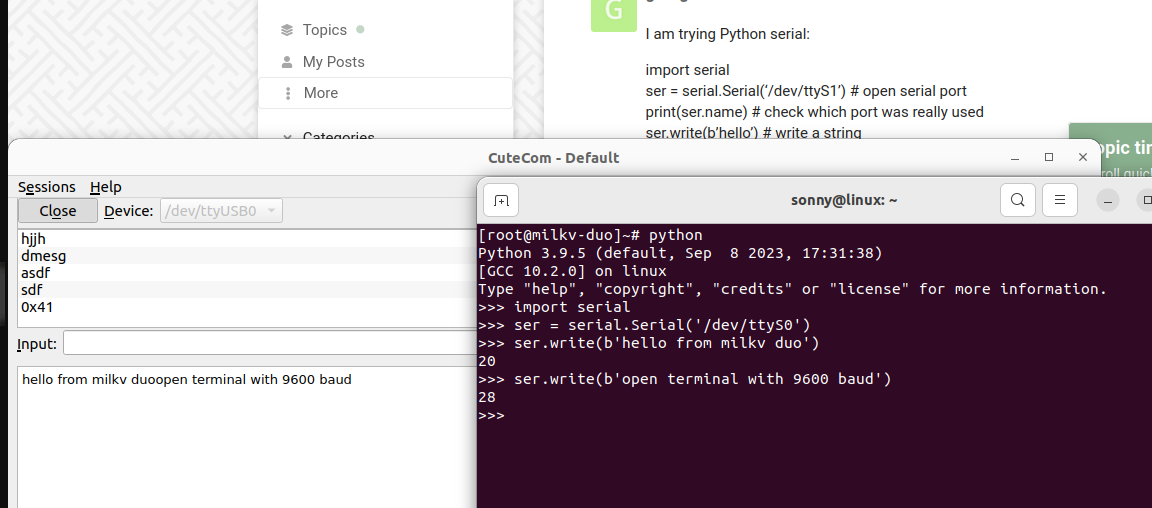 G
Topics
My Posts
More
Categories
I am trying Python serial:
import serial
ser = serial.Serial(‘/dev/ttyS1’) # open serial port
print(ser.name) # check which port was really used
ser.write(b’hello’) # write a string
CuteCom - Default
Sessions Help
Close Device: /dev/ttyUSB0
hjjh
dmesg
asdf
sdf
0x41
Input:
hello from milkv duoopen terminal with 9600 baud
sonny@linux: ~
[root@milkv-duo]~# python
Python 3.9.5 (default, Sep  8 2023, 17:31:38)
[GCC 10.2.0] on linux
Type "help", "copyright", "credits" or "license" for more information.
>>> import serial
>>> ser = serial.Serial('/dev/ttyS0')
>>> ser.write(b'hello from milkv duo')
20
>>> ser.write(b'open terminal with 9600 baud')
28
>>>